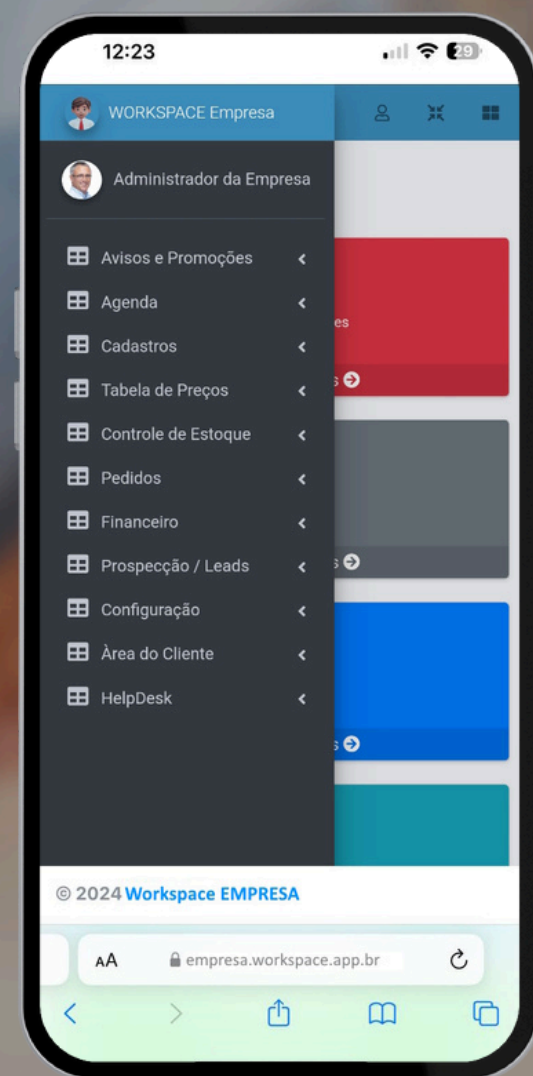 12:23
29
WORKSPACE Empresa
Administrador da Empresa
Avisos e Promoções
Agenda
es
Cadastros
Tabela de Preços
s
Controle de Estoque
Pedidos
Financeiro
Prospecção / Leads
s
Configuração
Àrea do Cliente
HelpDesk
s
© 2024 Workspace EMPRESA
AA
empresa.workspace.app.br